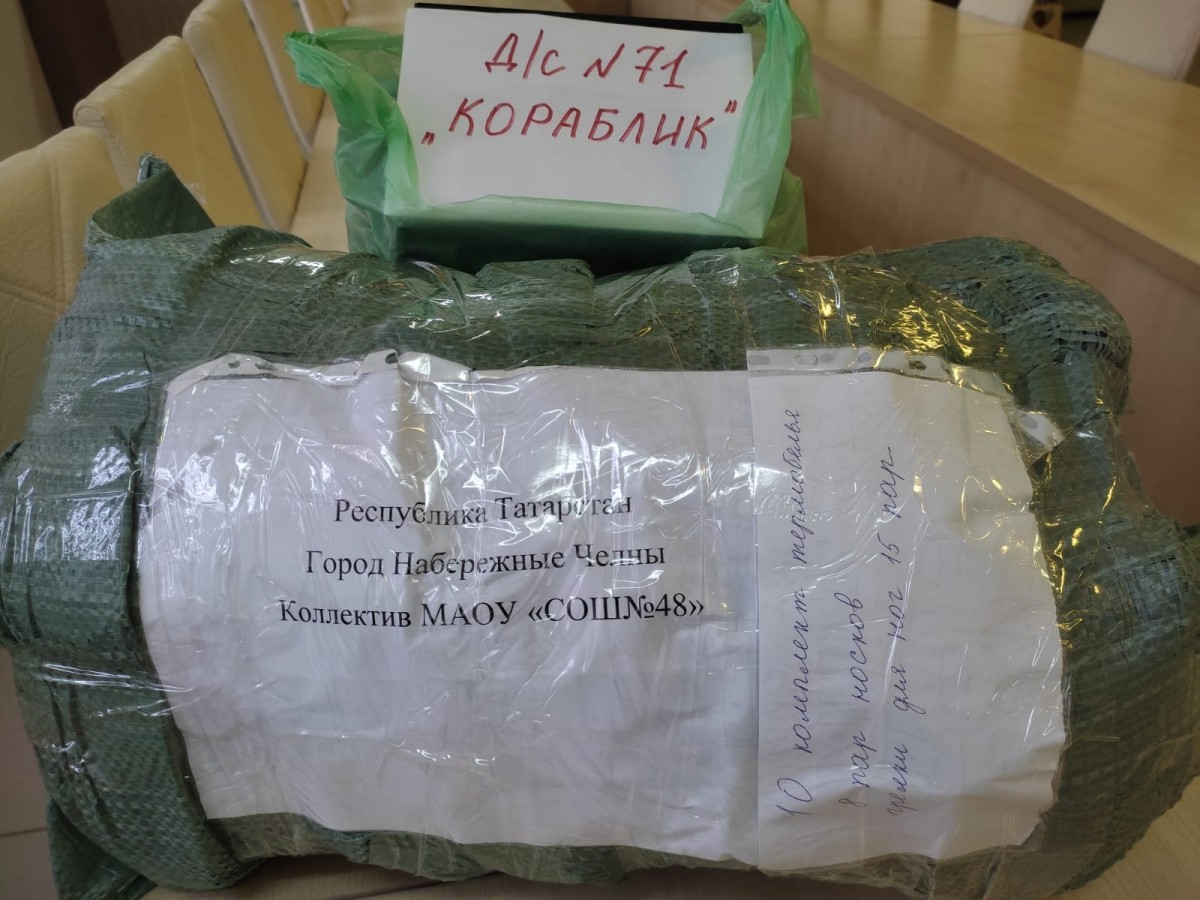 Д/С N 71
„КОРАБЛИК"
Республика Татарстан
Город Набережные Челны
Коллектив МАОУ «СОШ№48»
10 комплект термобелья
8 пар носков
грелки для ног 15 пар